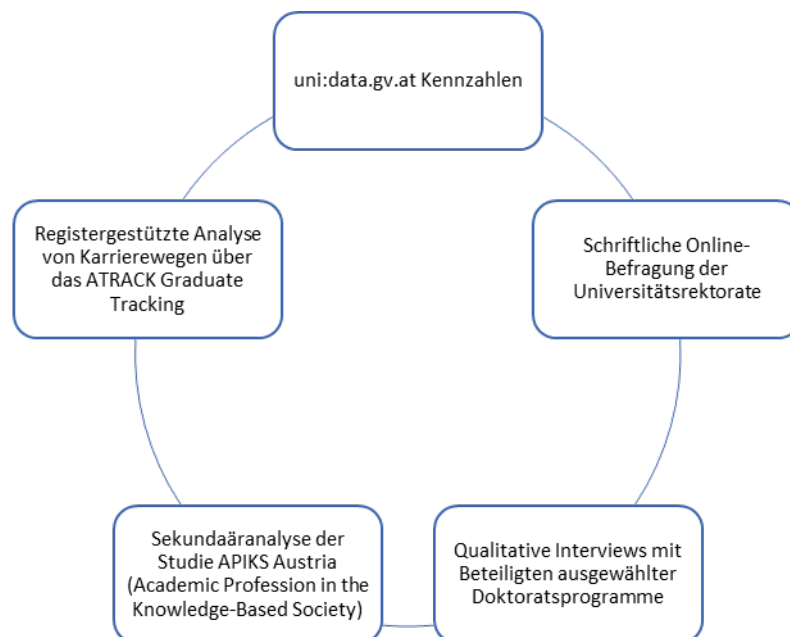 uni:data.gv.at Kennzahlen
Schriftliche Online-
Befragung der
Universitätsrektorate
Qualitative Interviews mit
Beteiligten ausgewählter
Doktoratsprogramme
Sekundaäranalyse der
Studie APIKS Austria
(Academic Profession in the
Knowledge-Based Society)
Registergestützte Analyse
von Karrierewegen über
das ATRACK Graduate
Tracking